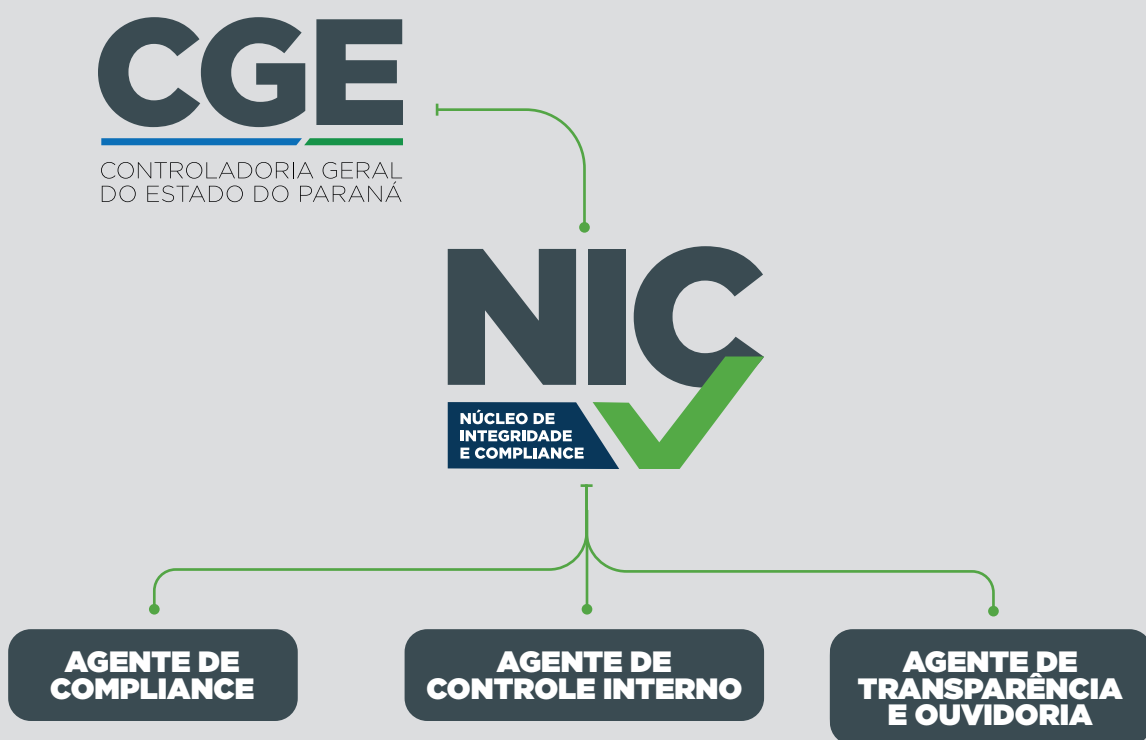 CGE
CONTROLADORIA GERAL
DO ESTADO DO PARANÁ
NIC
NÚCLEO DE
INTEGRIDADE
E COMPLIANCE
AGENTE DE
COMPLIANCE
AGENTE DE
CONTROLE INTERNO
AGENTE DE
TRANSPARÊNCIA
E OUVIDORIA